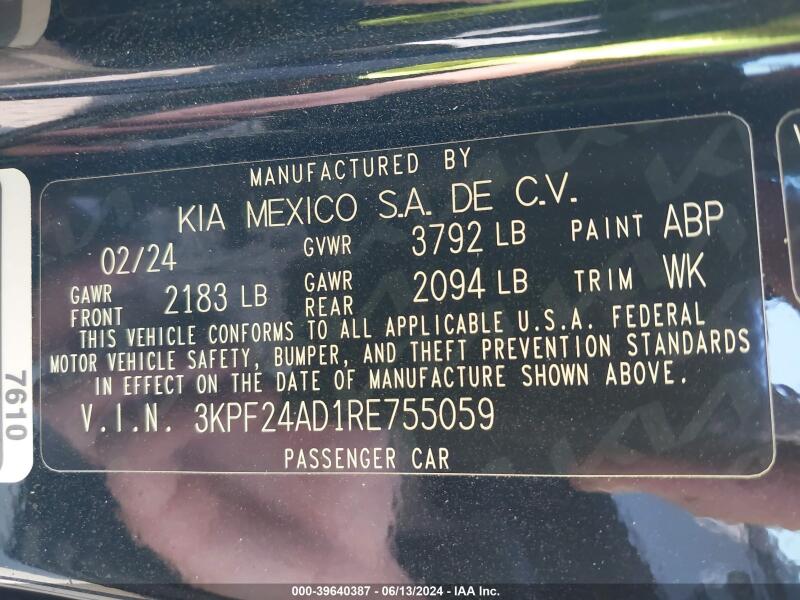 MANUFACTURED BY
KIA MEXICO S.A. DE C.V.
02/24 GVWR 3792 LB PAINT ABP
GAWR FRONT 2183 LB GAWR REAR 2094 LB TRIM WK
THIS VEHICLE CONFORMS TO ALL APPLICABLE U.S.A. FEDERAL
MOTOR VEHICLE SAFETY, BUMPER, AND THEFT PREVENTION STANDARDS
IN EFFECT ON THE DATE OF MANUFACTURE SHOWN ABOVE.
V.I.N. 3KPF24AD1RE755059
PASSENGER CAR
7610
000-39640387 - 06/13/2024 - IAA Inc.